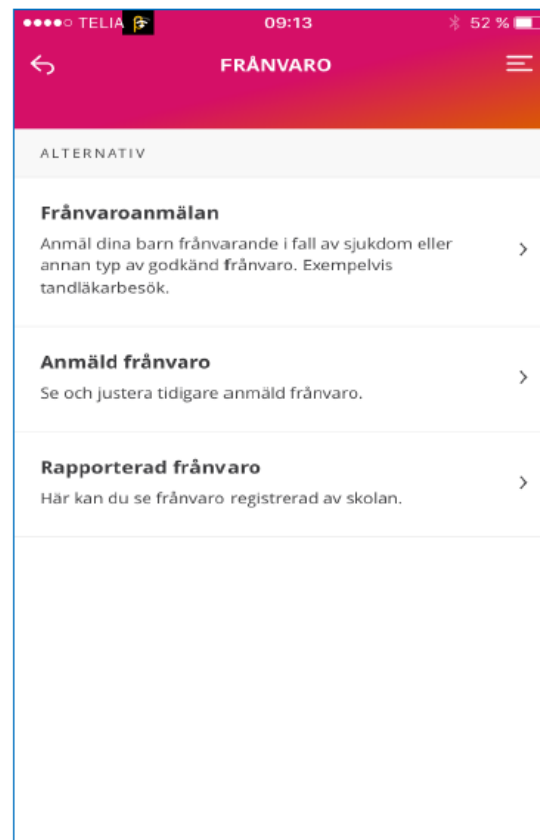 TELIA 09:13 52 %
FRÅNVARO
ALTERNATIV
Frånvaroanmälan
Anmäl dina barn frånvarande i fall av sjukdom eller
annan typ av godkänd frånvaro. Exempelvis
tandläkarbesök.
Anmäld frånvaro
Se och justera tidigare anmäld frånvaro.
Rapporterad frånvaro
Här kan du se frånvaro registrerad av skolan.